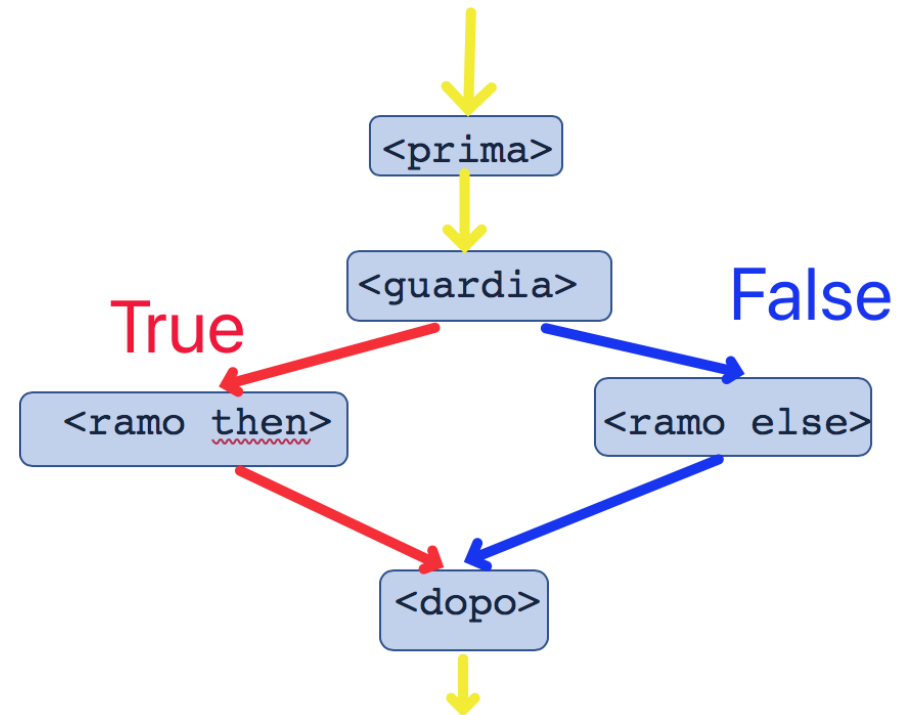 <prima>
<guardia>
True
False
<ramo then>
<ramo else>
<dopo>